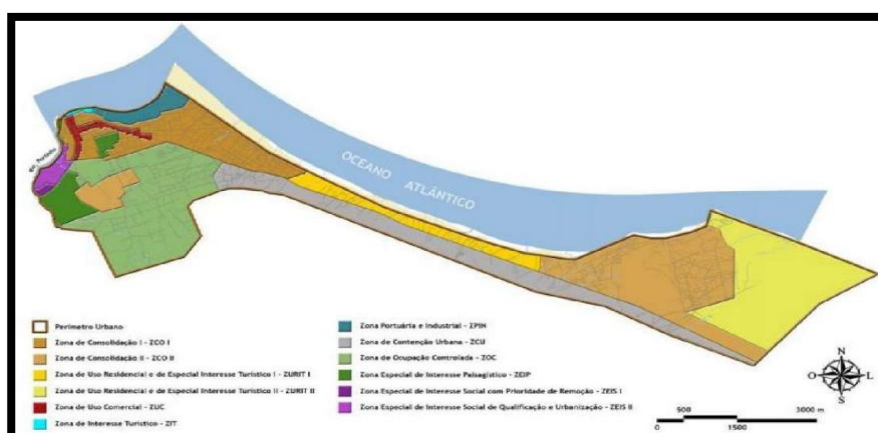 OCEANO ATLÂNTICO
Perímetro Urbano
Zona de Consolidação I - ZCO I
Zona de Consolidação II - ZCO II
Zona de Uso Residencial e de Especial Interesse Turístico I - ZURIT I
Zona de Uso Residencial e de Especial Interesse Turístico II - ZURIT II
Zona de Uso Comercial - ZUC
Zona de Interesse Turístico - ZIT
Zona Portuária e Industrial - ZPIN
Zona de Contenção Urbana - ZCU
Zona de Ocupação Controlada - ZOC
Zona Especial de Interesse Paisagístico - ZEIP
Zona Especial de Interesse Social com Prioridade de Remoção - ZEIS I
Zona Especial de Interesse Social de Qualificação e Urbanização - ZEIS II
N
O L
S
500 3000 m
0 1500